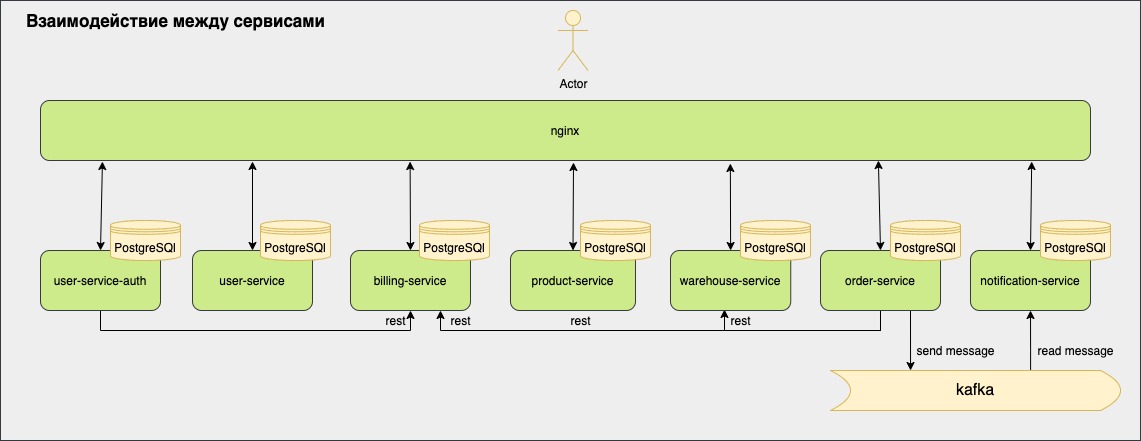 Взаимодействие между сервисами
Actor
nginx
PostgreSQl
PostgreSQl
PostgreSQl
PostgreSQl
PostgreSQl
PostgreSQl
PostgreSQl
user-service-auth
user-service
billing-service
product-service
warehouse-service
order-service
notification-service
rest
rest
rest
rest
send message
read message
kafka